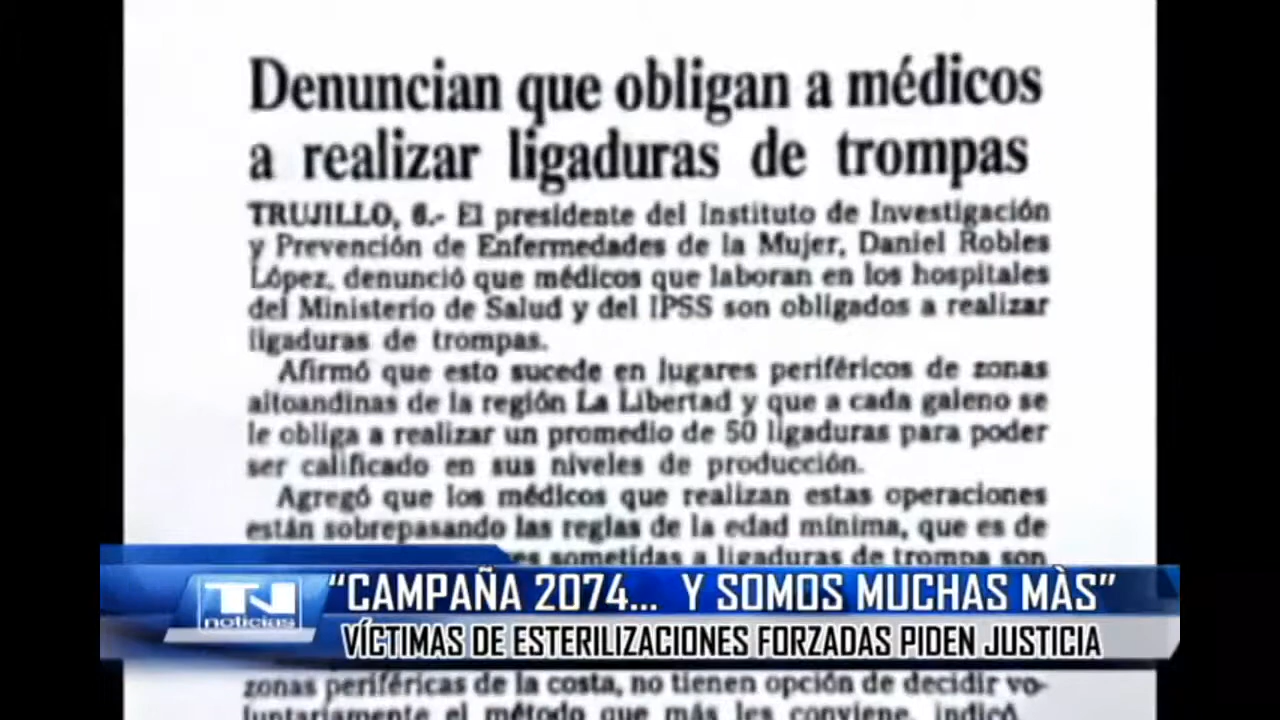 Denuncian que obligan a médicos
a realizar ligaduras de trompas
TRUJILLO, 6.- El presidente del Instituto de Investigación
y Prevención de Enfermedades de la Mujer, Daniel Robles
López, denunció que médicos que laboran en los hospitales
del Ministerio de Salud y del IPSS son obligados a realizar
ligaduras de trompas.
Afirmó que esto sucede en lugares periféricos de zonas
altoandinas de la región La Libertad y que a cada galeno se
le obliga a realizar un promedio de 50 ligaduras para poder
ser calificado en sus niveles de producción.
Agregó que los médicos que realizan estas operaciones
están sobrepasando las reglas de la edad mínima, que es de
sometidas a ligaduras de trompa son
TN
noticias
“CAMPAÑA 2074... Y SOMOS MUCHAS MÀS”
VÍCTIMAS DE ESTERILIZACIONES FORZADAS PIDEN JUSTICIA
zonas periféricas de la costa, no tienen opción de decidir vo-
luntariamente el método que más les conviene, indicó